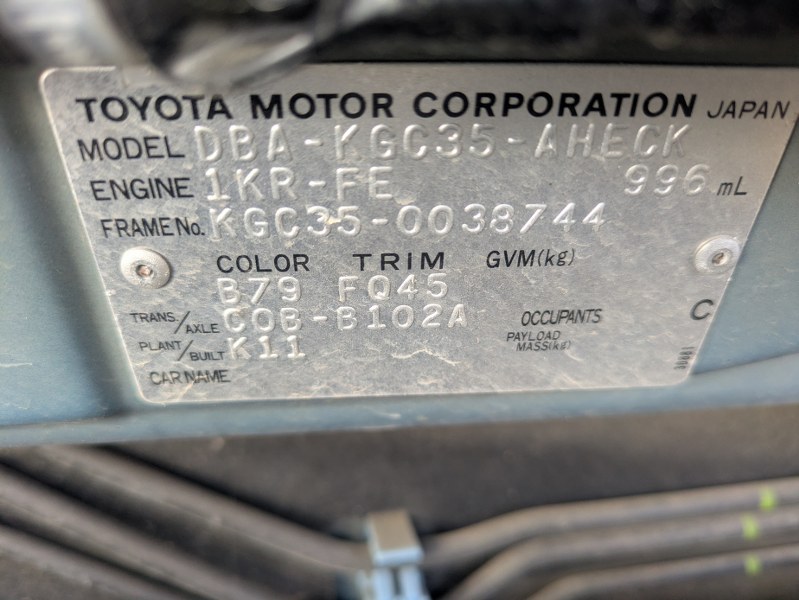 TOYOTA MOTOR CORPORATION JAPAN
MODEL DBA-KGC35-AHECK
ENGINE 1KR-FE 996 mL
FRAME No. KGC35-0038744
COLOR TRIM GVM(kg)
B79 FQ45
TRANS./AXLE C0B-B102A OCCUPANTS C
PLANT/BUILT K11 PAYLOAD MASS(kg)
CAR NAME